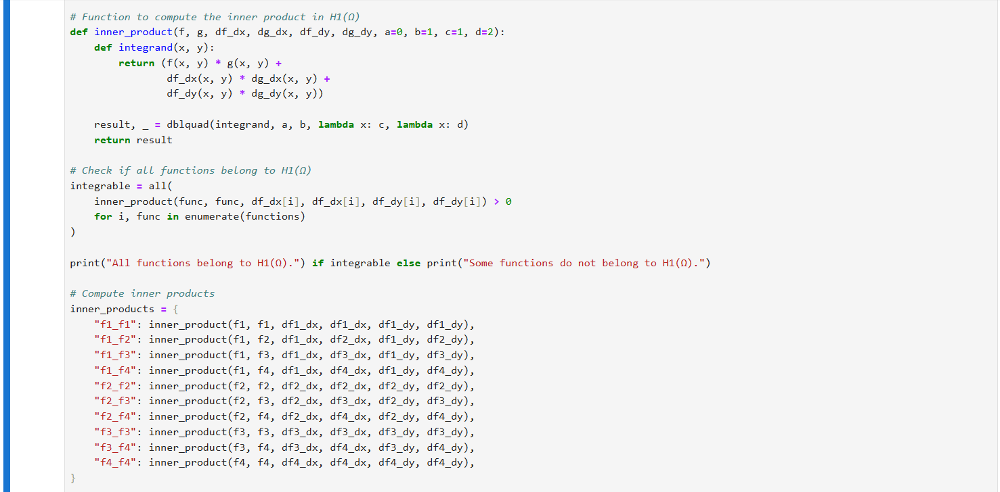 # Function to compute the inner product in H1(Ω)
def inner_product(f, g, df_dx, dg_dx, df_dy, dg_dy, a=0, b=1, c=1, d=2):
    def integrand(x, y):
        return (f(x, y) * g(x, y) +
                df_dx(x, y) * dg_dx(x, y) +
                df_dy(x, y) * dg_dy(x, y))

    result, _ = dblquad(integrand, a, b, lambda x: c, lambda x: d)
    return result

# Check if all functions belong to H1(Ω)
integrable = all(
    inner_product(func, func, df_dx[i], df_dx[i], df_dy[i], df_dy[i]) > 0
    for i, func in enumerate(functions)
)

print("All functions belong to H1(Ω).") if integrable else print("Some functions do not belong to H1(Ω).")

# Compute inner products
inner_products = {
    "f1_f1": inner_product(f1, f1, df1_dx, df1_dx, df1_dy, df1_dy),
    "f1_f2": inner_product(f1, f2, df1_dx, df2_dx, df1_dy, df2_dy),
    "f1_f3": inner_product(f1, f3, df1_dx, df3_dx, df1_dy, df3_dy),
    "f1_f4": inner_product(f1, f4, df1_dx, df4_dx, df1_dy, df4_dy),
    "f2_f2": inner_product(f2, f2, df2_dx, df2_dx, df2_dy, df2_dy),
    "f2_f3": inner_product(f2, f3, df2_dx, df3_dx, df2_dy, df3_dy),
    "f2_f4": inner_product(f2, f4, df2_dx, df4_dx, df2_dy, df4_dy),
    "f3_f3": inner_product(f3, f3, df3_dx, df3_dx, df3_dy, df3_dy),
    "f3_f4": inner_product(f3, f4, df3_dx, df4_dx, df3_dy, df4_dy),
    "f4_f4": inner_product(f4, f4, df4_dx, df4_dx, df4_dy, df4_dy),
}